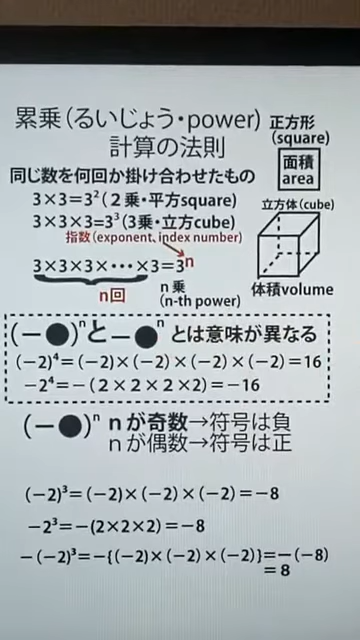 累乗（るいじょう・power） 正方形
(square)
計算の法則
面積
area
同じ数を何回か掛け合わせたもの
3×3=3²（2乗・平方square）
3×3×3=3³（3乗・立方cube）
立方体（cube）
指数（exponent、index number）
3×3×3×・・・×3=3ⁿ
n回
n乗
（n-th power）
体積volume
(－●)ⁿと－●ⁿ とは意味が異なる
(－2)⁴＝(－2)×(－2)×(－2)×(－2)＝16
－2⁴＝－(2×2×2×2)＝－16
(－●)ⁿ nが奇数→符号は負
nが偶数→符号は正
(－2)³＝(－2)×(－2)×(－2)＝－8
－2³＝－(2×2×2)＝－8
－(－2)³＝－{(－2)×(－2)×(－2)}＝－(－8)
＝8